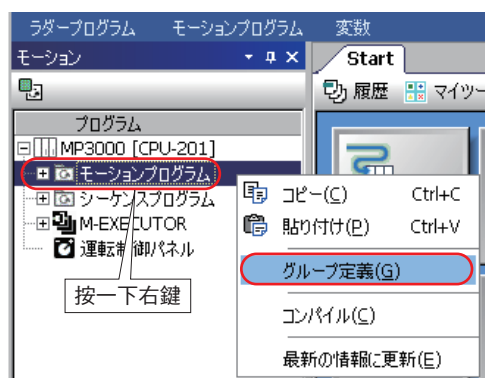 ラダープログラム モーションプログラム 変数
モーション
Start
履歴 マイツー
プログラム
MP3000 [CPU-201]
モーションプログラム
シーケンスプログラム
M-EXECUTOR
運転制御パネル
按一下右鍵
コピー(C) Ctrl+C
貼り付け(P) Ctrl+V
グループ定義(G)
コンパイル(C)
最新の情報に更新(E)